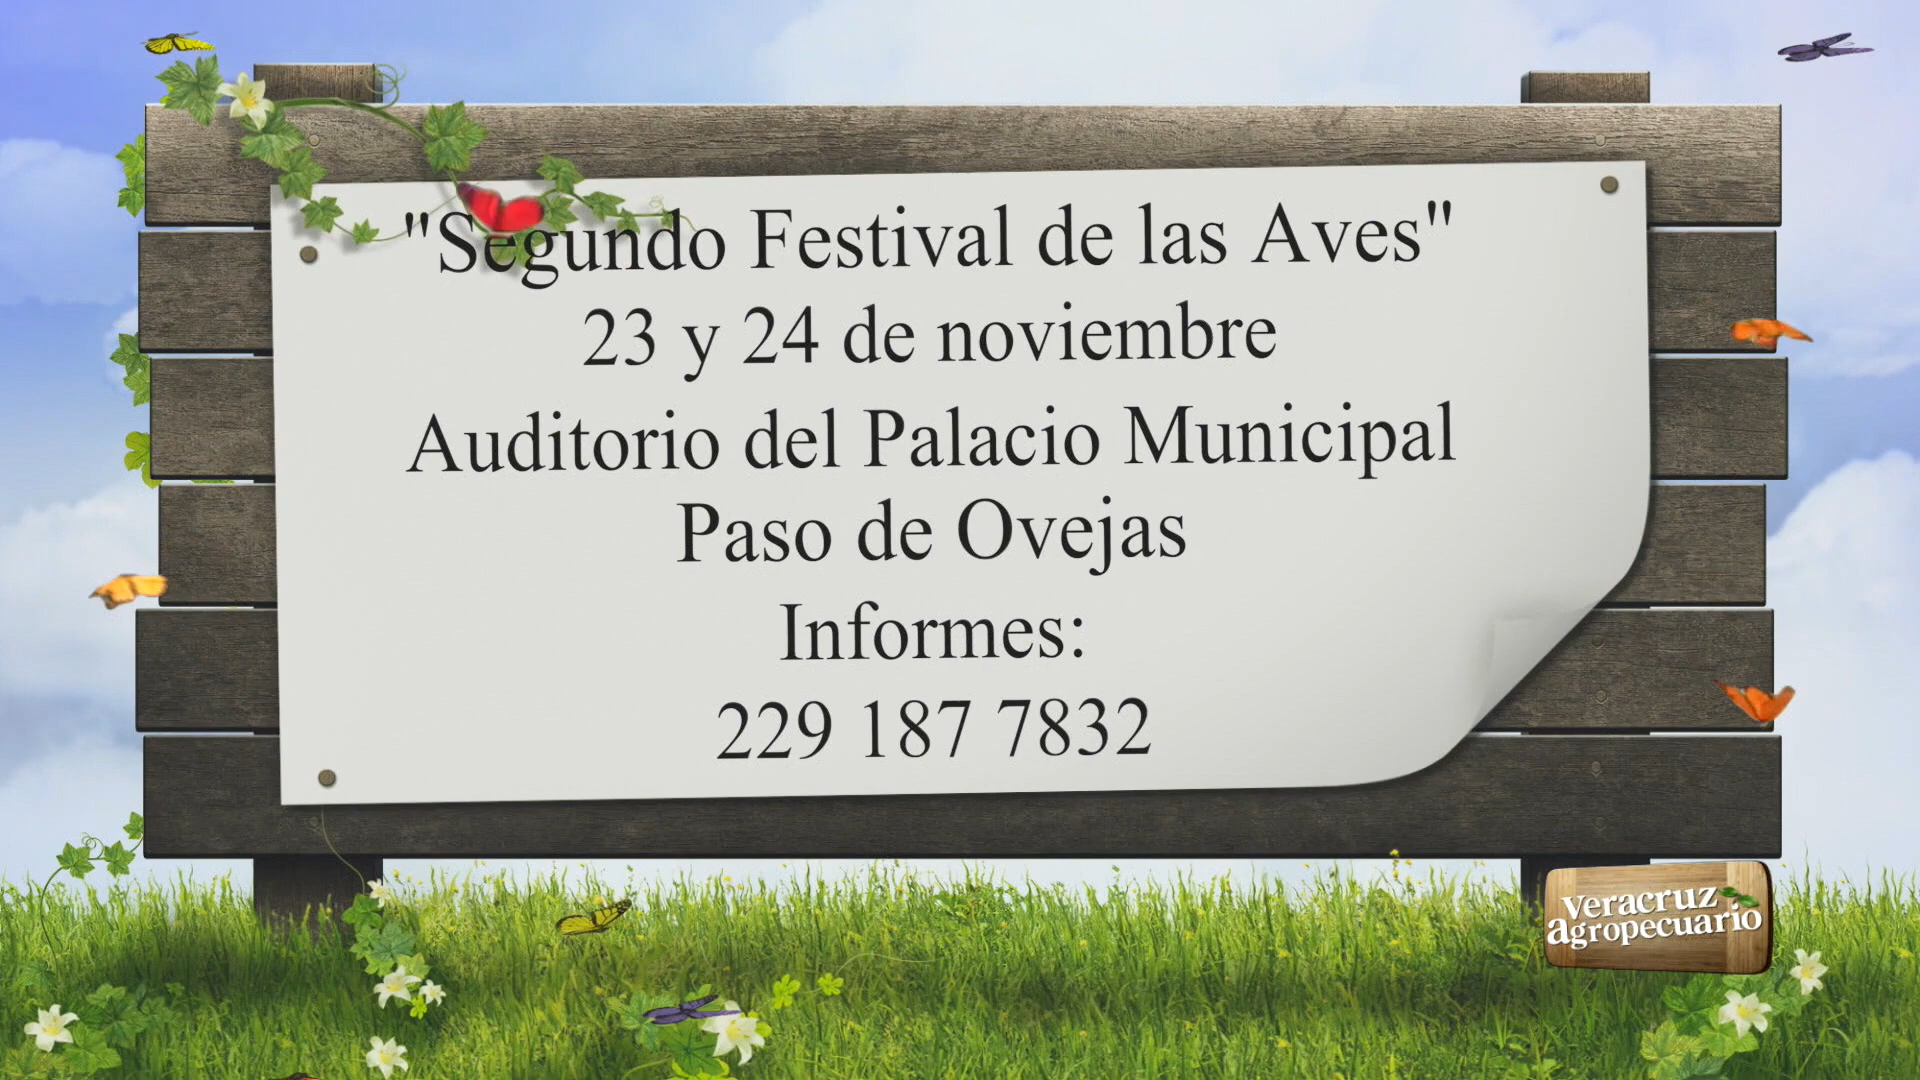 "Segundo Festival de las Aves"
23 y 24 de noviembre
Auditorio del Palacio Municipal
Paso de Ovejas
Informes:
229 187 7832
veracruz
agropecuario